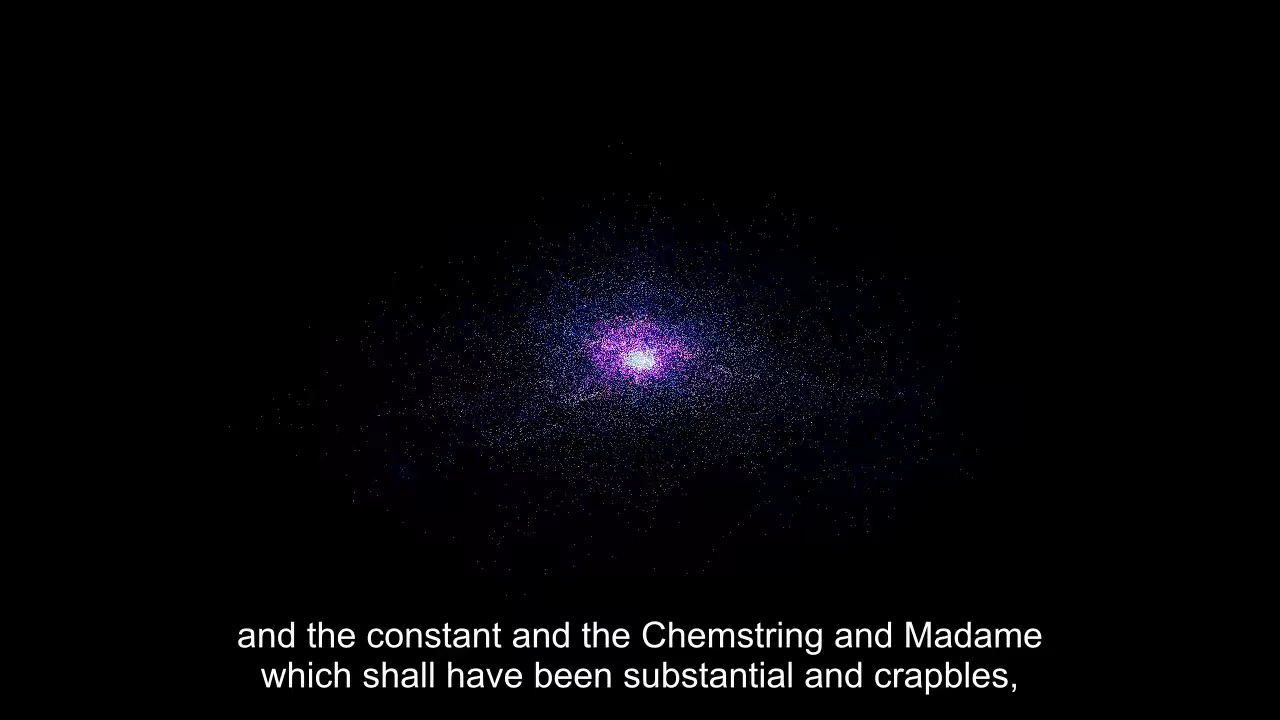 and the constant and the Chemstring and Madame
which shall have been substantial and crapbles,